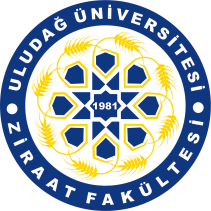 ULUDAĞ ÜNİVERSİTESİ
1981
ZİRAAT FAKÜLTESİ